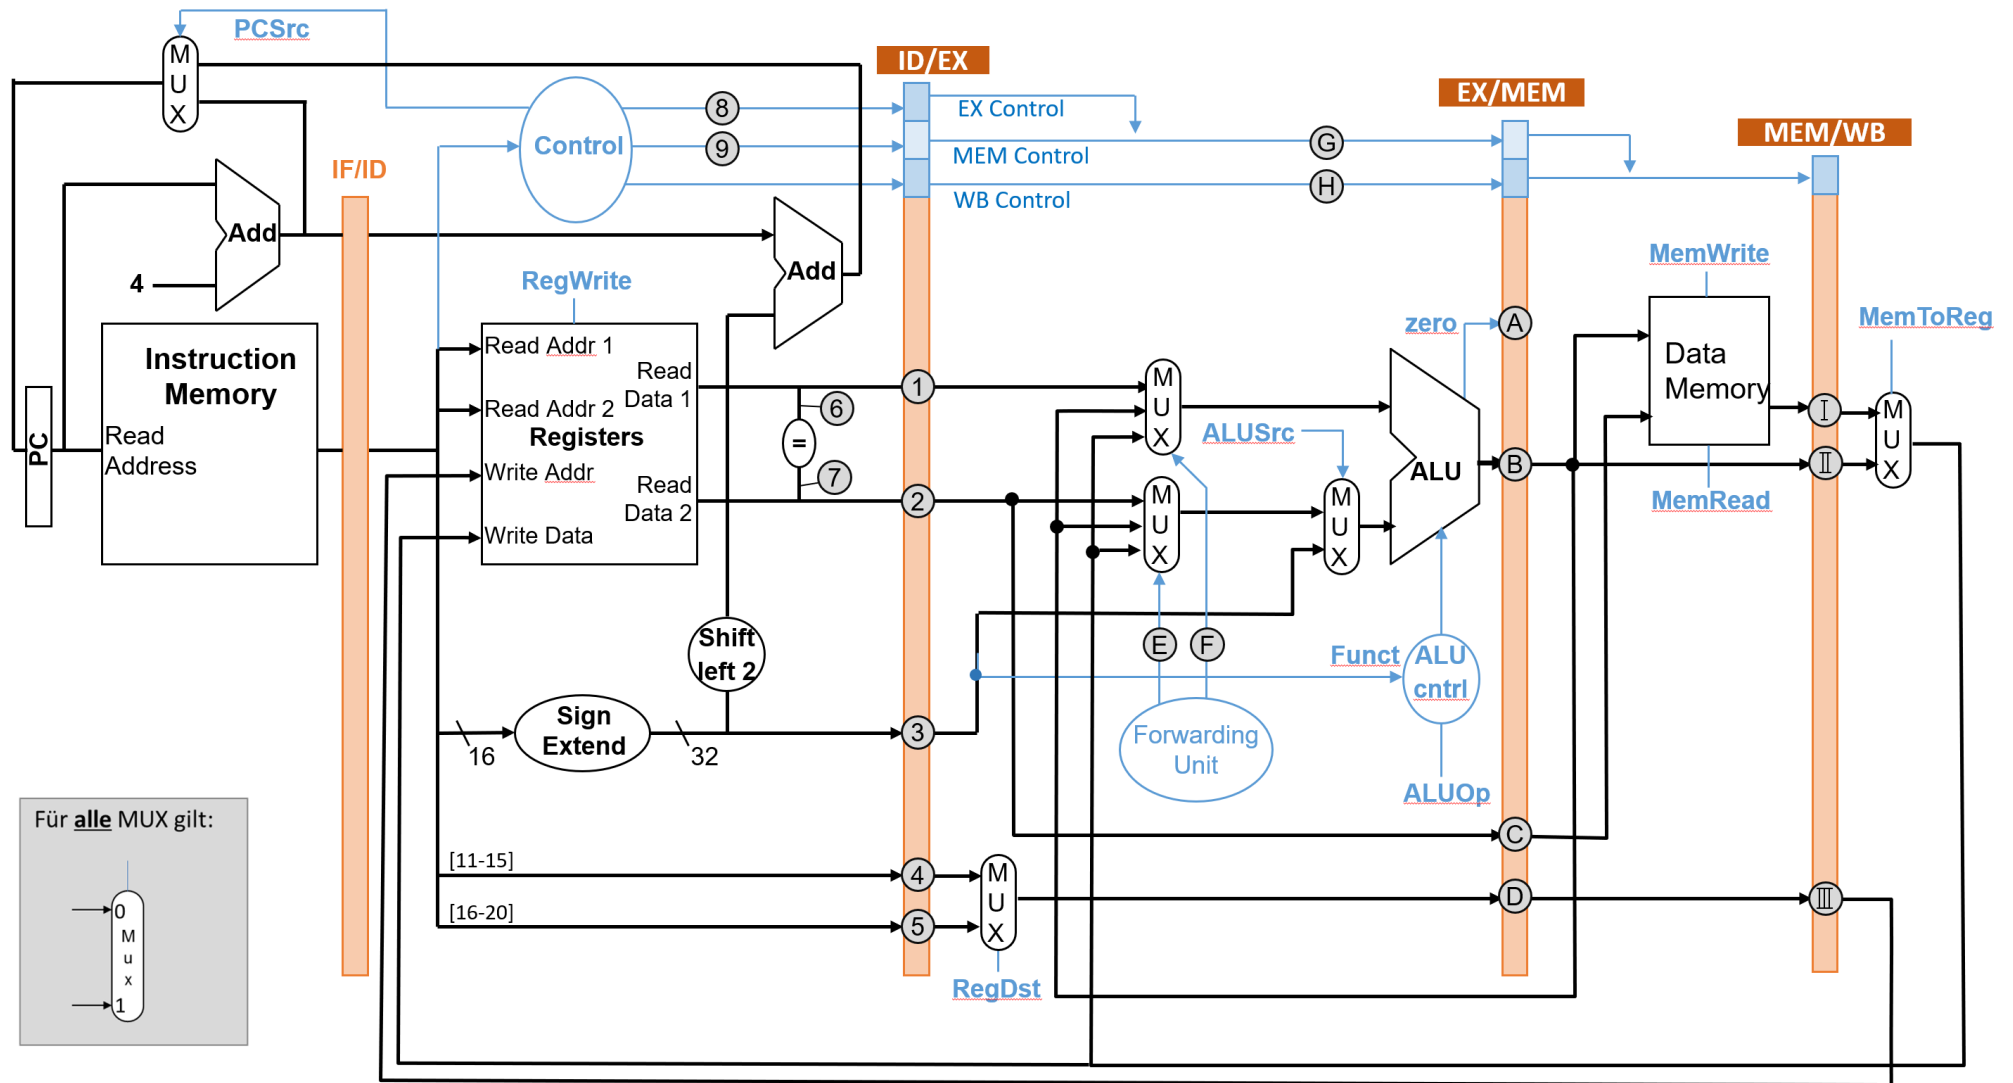 PCSrc
M
U
X
ID/EX
EX/MEM
MEM/WB
8
EX Control
Control
9
MEM Control
G
WB Control
H
IF/ID
Add
4
Add
RegWrite
MemWrite
Instruction
Memory
Read
Address
PC
Read Addr 1
Read
Data 1
Read Addr 2
Registers
Write Addr
Read
Data 2
Write Data
1
6
=
7
2
M
U
X
M
U
X
ALUSrc
M
U
X
zero
A
ALU
B
Data
Memory
MemRead
I
II
MemToReg
M
U
X
Shift
left 2
E
F
Funct
ALU
cntrl
Forwarding
Unit
ALUOp
Sign
Extend
16
32
3
C
[11-15]
4
[16-20]
5
M
U
X
RegDst
D
III
Für alle MUX gilt:
0
M
u
x
1